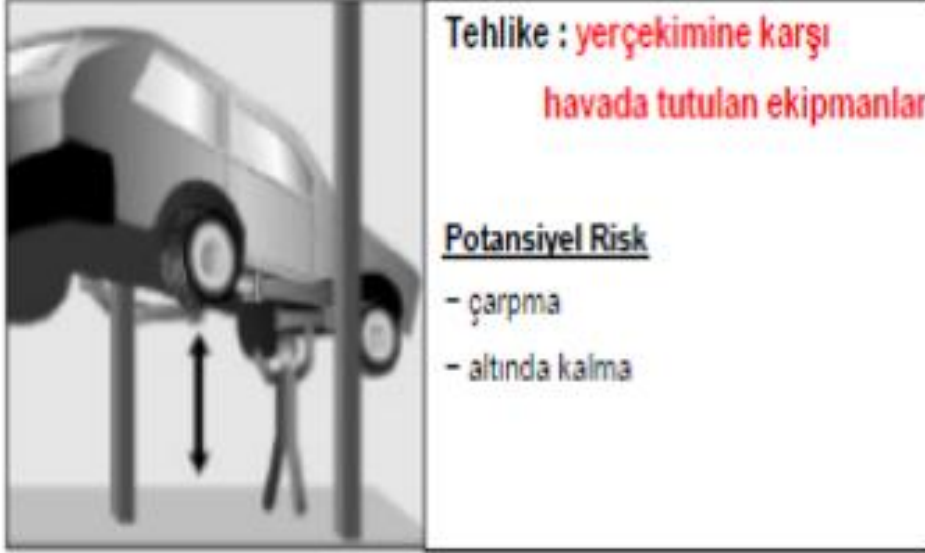 Tehlike : yerçekimine karşı
havada tutulan ekipmanlar
Potansiyel Risk
- çarpma
- altında kalma